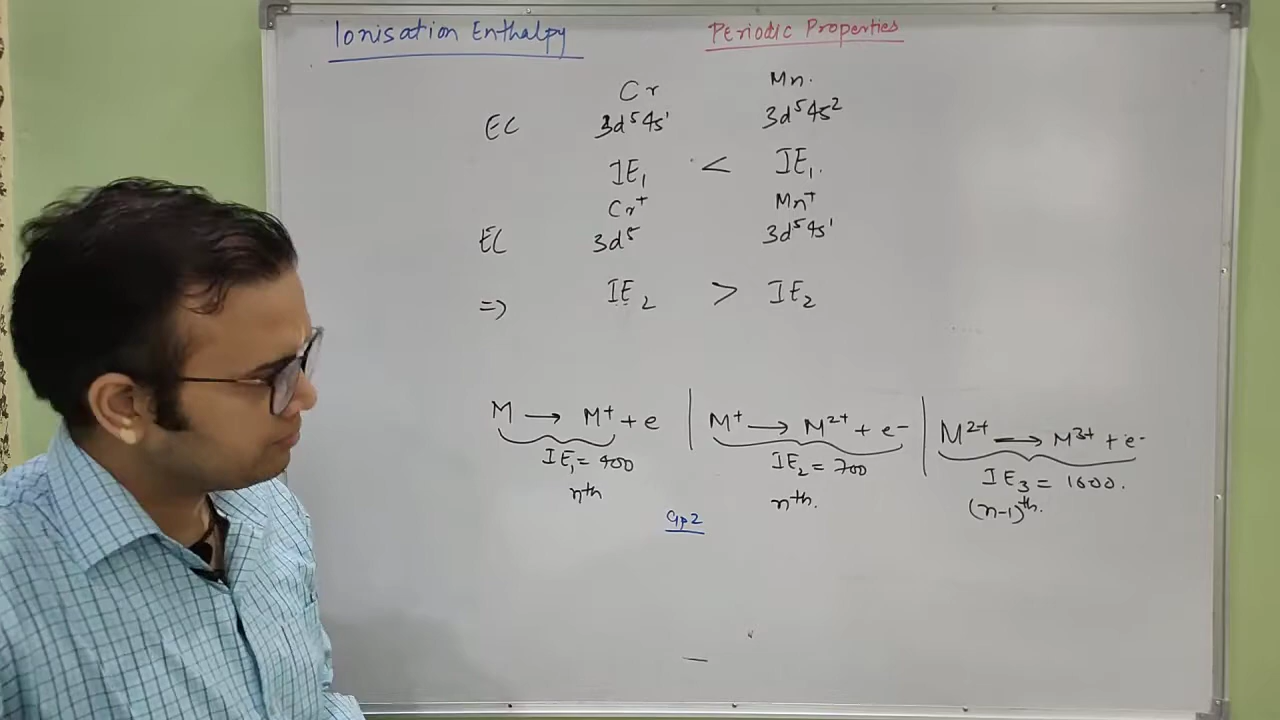 Ionisation Enthalpy Periodic Properties
Cr Mn.
EC 3d⁵4s¹ 3d⁵4s²
IE₁ < IE₁.
Cr⁺ Mn⁺
EC 3d⁵ 3d⁵4s¹
=> IE₂ > IE₂
M → M⁺ + e | M⁺ → M²⁺ + e⁻ | M²⁺ → M³⁺ + e⁻
IE₁ = 400 IE₂ = 700 IE₃ = 1600.
nth nth. (n-1)th.
Gp2